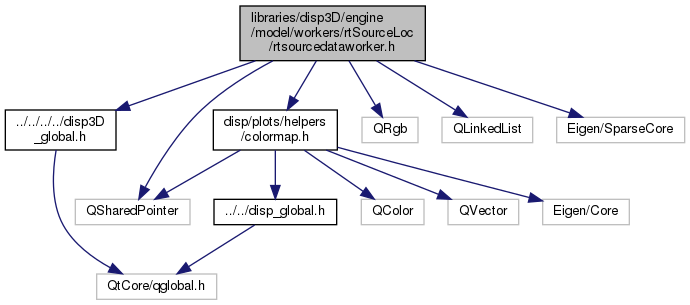 libraries/disp3D/engine
/model/workers/rtSourceLoc
/rtsourcedataworker.h
../../../../disp3D
_global.h
disp/plots/helpers
/colormap.h
QRgb
QLinkedList
Eigen/SparseCore
QSharedPointer
../../disp_global.h
QColor
QVector
Eigen/Core
QtCore/qglobal.h